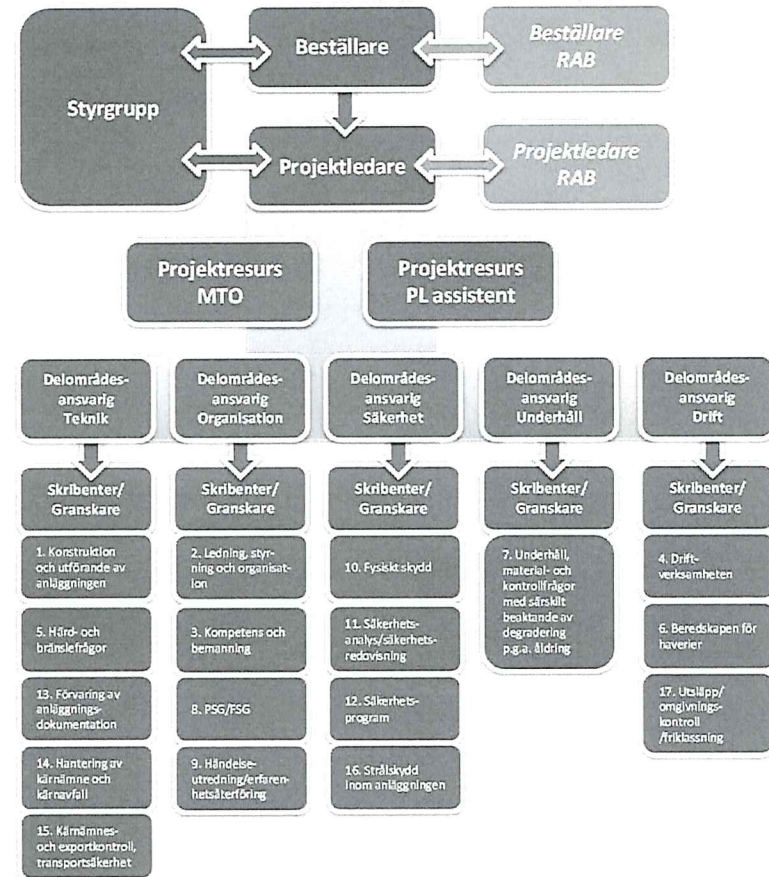 Styrgrupp
Beställare
Beställare
RAB
Projektledare
Projektledare
RAB
Projektresurs
MTO
Projektresurs
PL assistent
Delområdes-
ansvarig
Teknik
Delområdes-
ansvarig
Organisation
Delområdes-
ansvarig
Säkerhet
Delområdes-
ansvarig
Underhåll
Delområdes-
ansvarig
Drift
Skribenter/
Granskare
Skribenter/
Granskare
Skribenter/
Granskare
Skribenter/
Granskare
Skribenter/
Granskare
1. Konstruktion
och utförande av
anläggningen
5. Härd- och
bränslefrågor
13. Förvaring av
anläggnings-
dokumentation
14. Hantering av
kärnämne och
kärnavfall
15. Kärnämnes-
och exportkontroll,
transportsäkerhet
2. Ledning, styr-
ning och organisat-
ion
3. Kompetens och
bemanning
8. PSG/FSG
9. Händelse-
utredning/erfaren-
hetsåterföring
10. Fysiskt skydd
11. Säkerhets-
analys/säkerhets-
redovisning
12. Säkerhets-
program
16. Strålskydd
inom anläggningen
7. Underhåll,
material- och
kontrollfrågor
med särskilt
beaktande av
degradering
p.g.a. åldring
4. Drift-
verksamheten
6. Beredskapen för
haverier
17. Utsläpp/
omgivnings-
kontroll
/friklassning